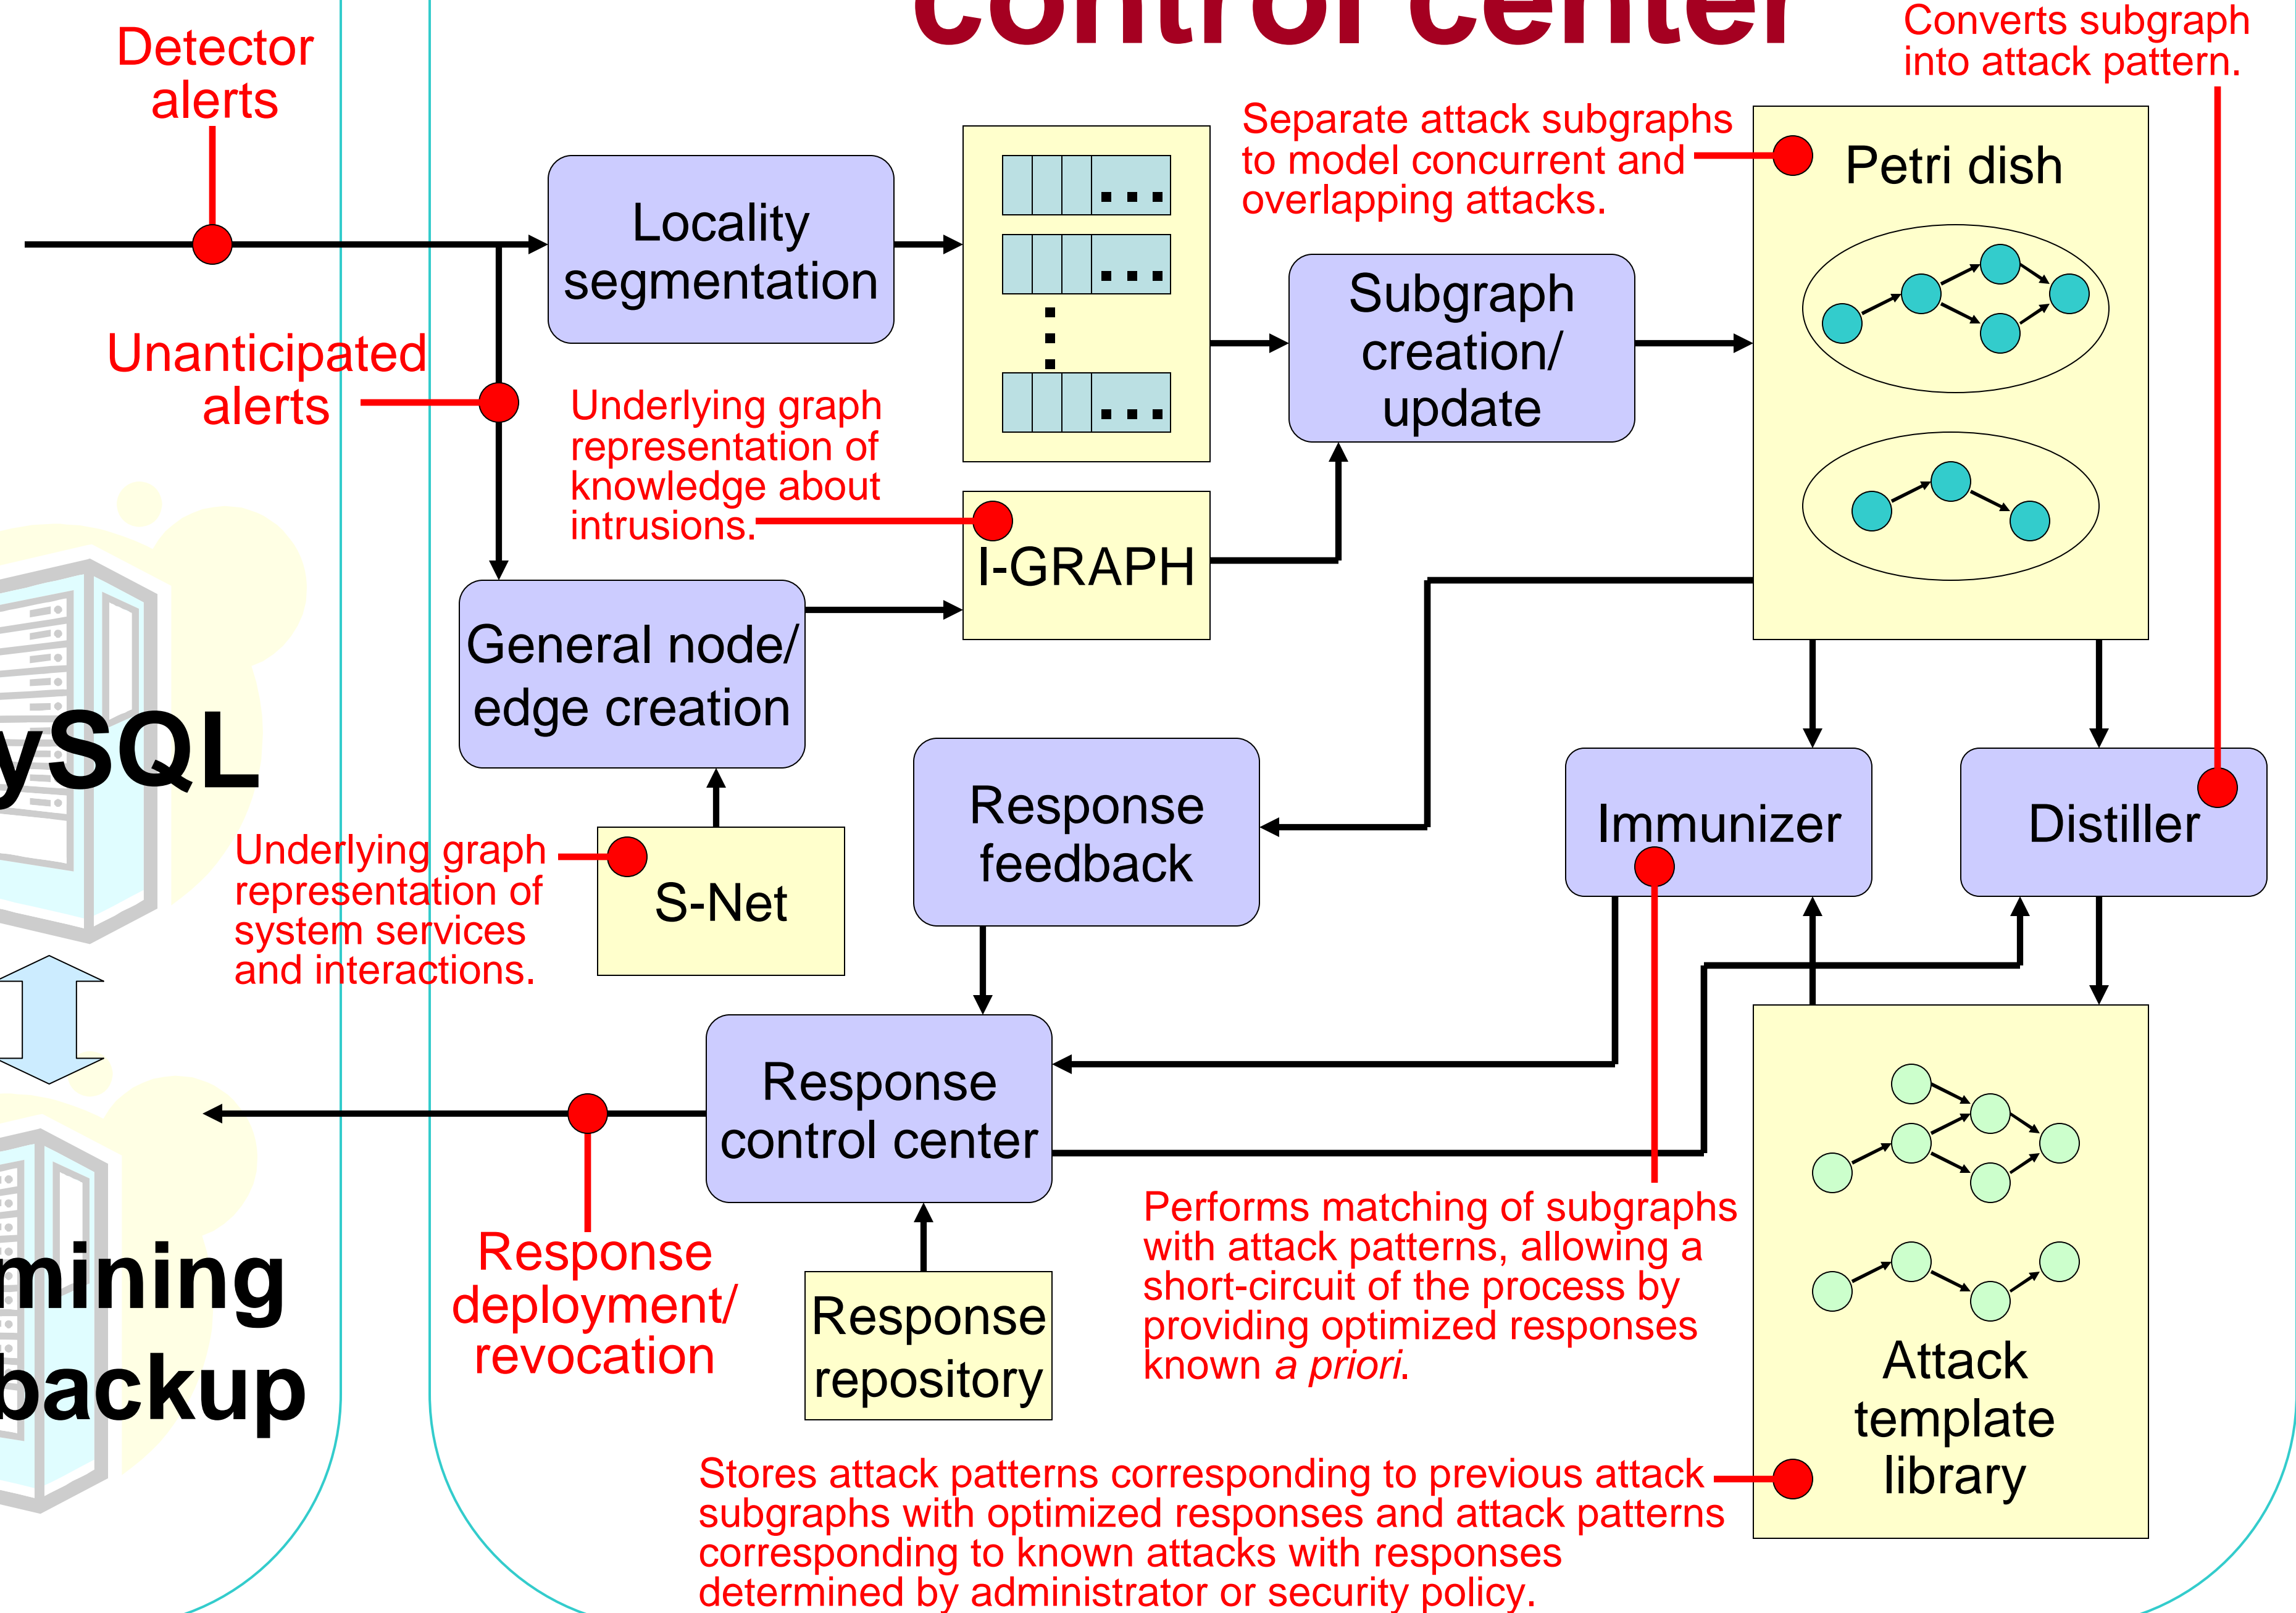 control center
Detector
alerts
Converts subgraph
into attack pattern.
Separate attack subgraphs
to model concurrent and
overlapping attacks.
Petri dish
Locality
segmentation
...
...
...
Subgraph
creation/
update
Unanticipated
alerts
Underlying graph
representation of
knowledge about
intrusions.
I-GRAPH
General node/
edge creation
ySQL
Response
feedback
Immunizer
Distiller
Underlying graph
representation of
system services
and interactions.
S-Net
Response
control center
Response
deployment/
revocation
Response
repository
Performs matching of subgraphs
with attack patterns, allowing a
short-circuit of the process by
providing optimized responses
known a priori.
mining
backup
Attack
template
library
Stores attack patterns corresponding to previous attack
subgraphs with optimized responses and attack patterns
corresponding to known attacks with responses
determined by administrator or security policy.